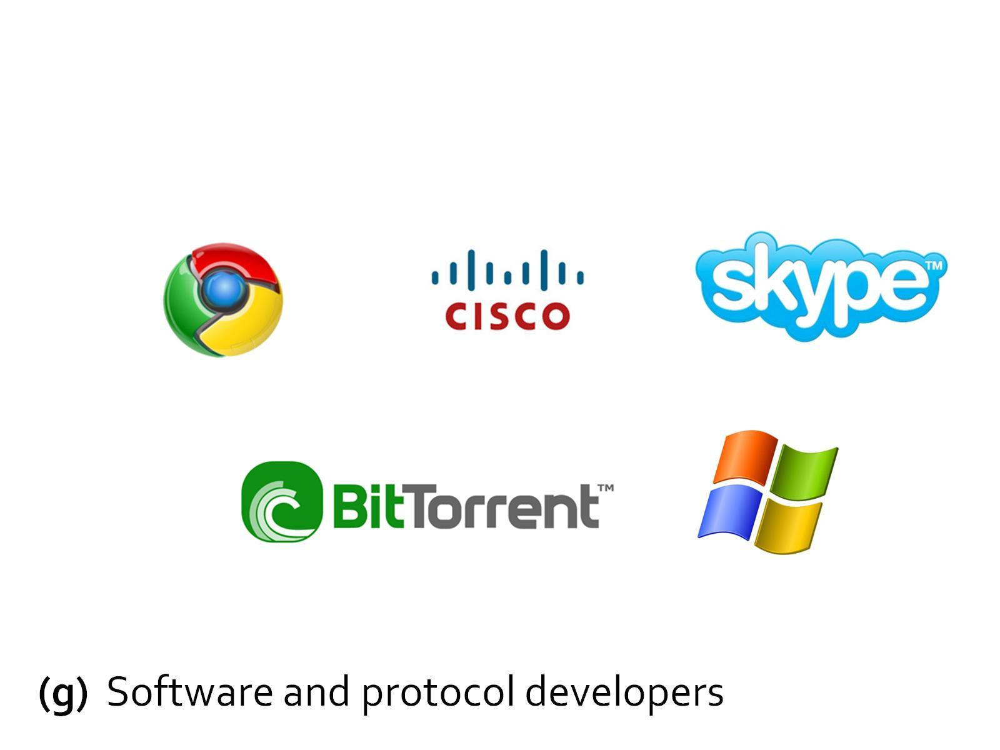 CISCO
skype™
BitTorrent™
(g) Software and protocol developers